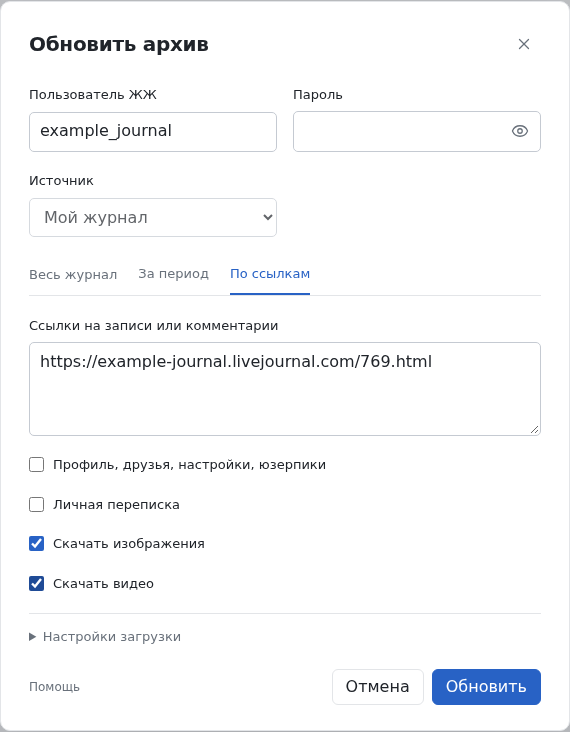 Обновить архив
Пользователь ЖЖ
Пароль
example_journal
Источник
Мой журнал
Весь журнал За период По ссылкам
Ссылки на записи или комментарии
https://example-journal.livejournal.com/769.html
Профиль, друзья, настройки, юзерпики
Личная переписка
Скачать изображения
Скачать видео
Настройки загрузки
Помощь
Отмена
Обновить